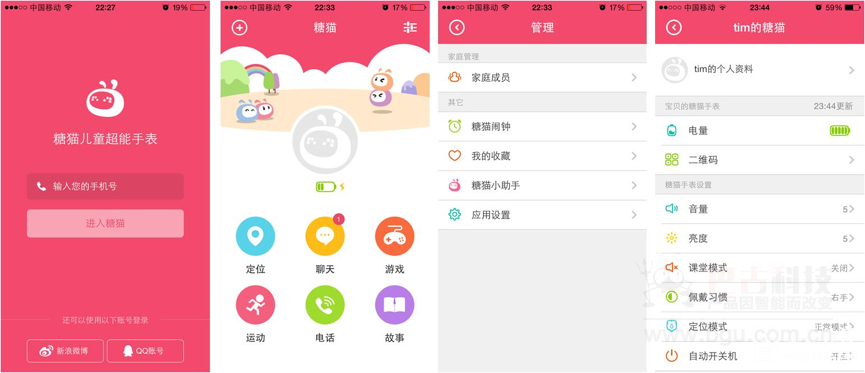 中国移动 22:27 19%
糖猫儿童超能手表
输入您的手机号
进入糖猫
还可以使用以下账号登录
新浪微博 QQ账号
中国移动 22:33 17%
糖猫
1
定位 聊天 游戏
运动 电话 故事
中国移动 22:33 17%
管理
家庭管理
家庭成员
其它
糖猫闹钟
我的收藏
糖猫小助手
应用设置
中国移动 23:44 59%
tim的糖猫
tim的个人资料
宝贝的糖猫手表 23:44更新
电量
二维码
糖猫手表设置
音量 5
亮度 5
课堂模式 关闭
佩戴习惯 右手
定位模式 正常模式
自动开关机
产品因智能而改变
www.pgu.com.cn